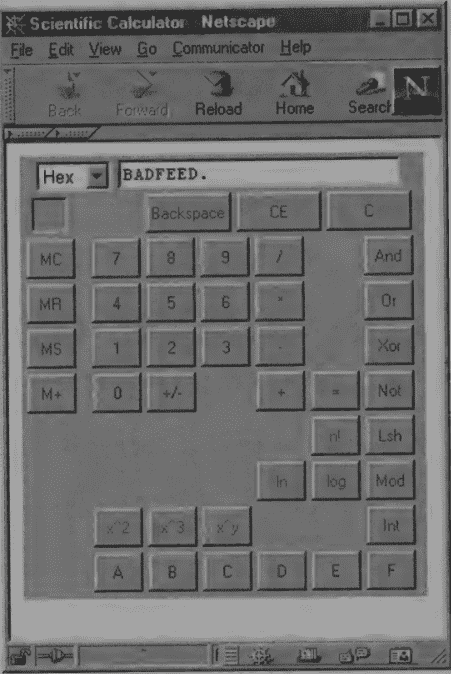 Scientific Calculator - Netscape
File Edit View Go Communicator Help
Back Forward Reload Home Search N
Hex BADFEED.
Backspace CE C
MC 7 8 9 / And
MR 4 5 6 * Or
MS 1 2 3 - Xor
M+ 0 +/- + = Not
n! Lsh
ln log Mod
x^2 x^3 x^y Int
A B C D E F